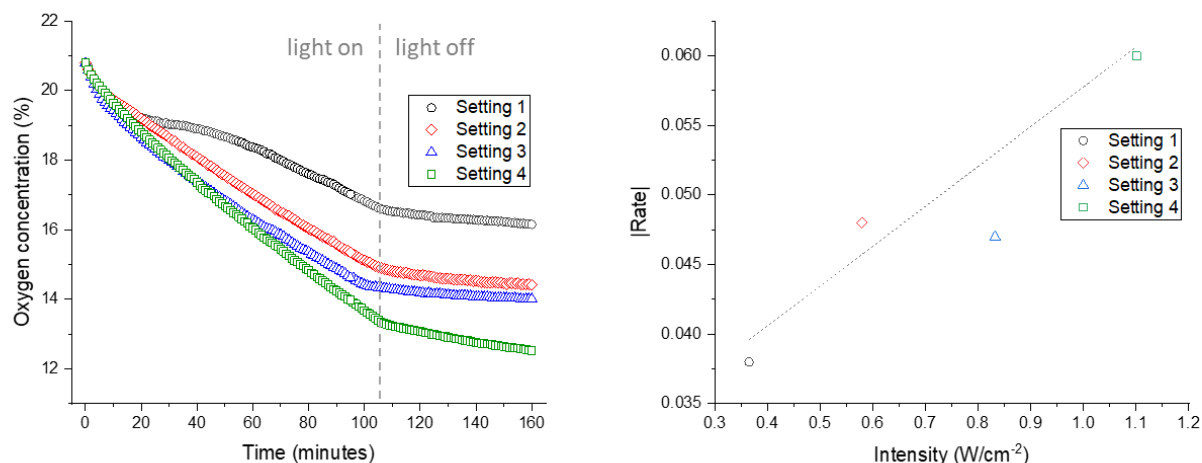 22
20
18
16
14
12
Oxygen concentration (%)
light on
light off
Setting 1
Setting 2
Setting 3
Setting 4
0 20 40 60 80 100 120 140 160
Time (minutes)
0.060
0.055
0.050
0.045
0.040
0.035
|Rate|
Setting 1
Setting 2
Setting 3
Setting 4
0.3 0.4 0.5 0.6 0.7 0.8 0.9 1.0 1.1 1.2
Intensity (W/cm⁻²)